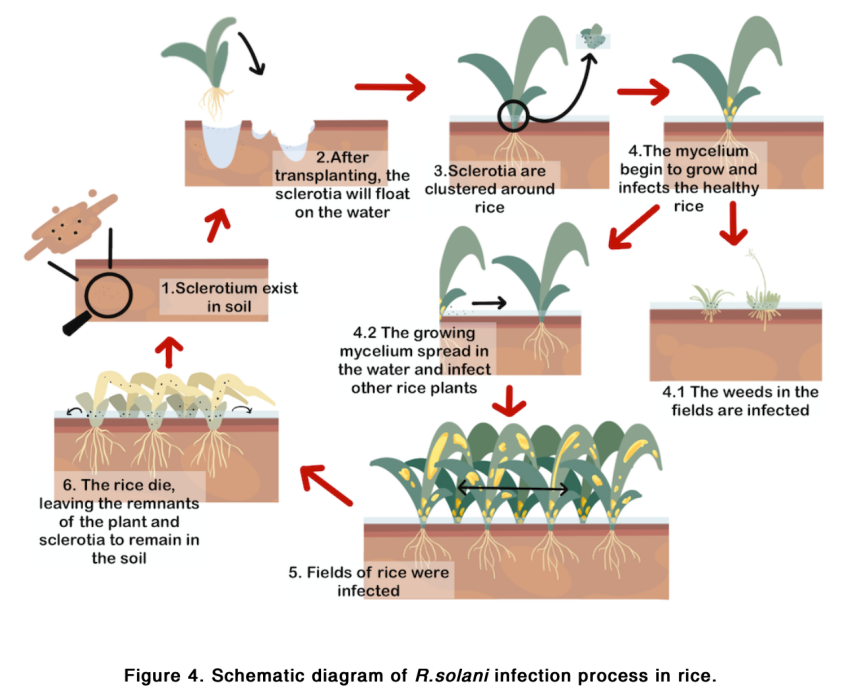 1.Sclerotium exist
in soil
2.After
transplanting, the
sclerotia will float
on the water
3.Sclerotia are
clustered around
rice
4.The mycelium
begin to grow and
infects the healthy
rice
4.1 The weeds in the
fields are infected
4.2 The growing
mycelium spread in
the water and infect
other rice plants
5. Fields of rice were
infected
6. The rice die,
leaving the remnants
of the plant and
sclerotia to remain in
the soil
Figure 4. Schematic diagram of R.solani infection process in rice.